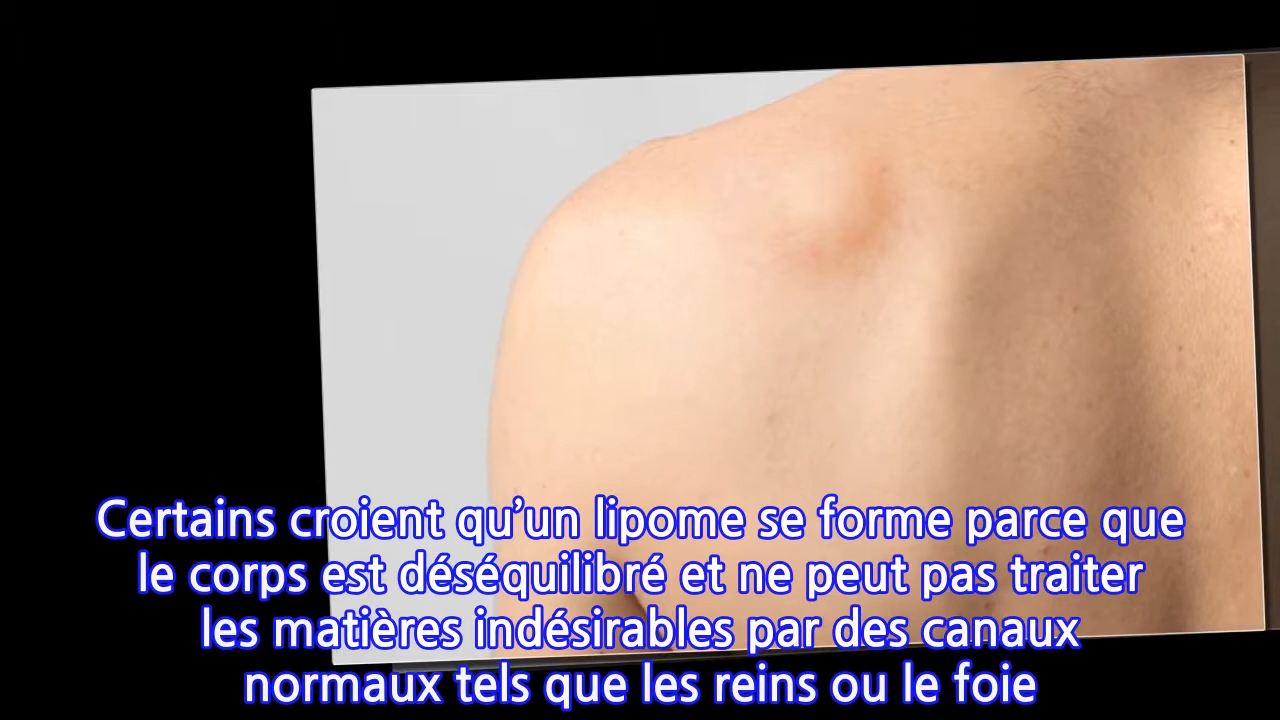 Certains croient qu’un lipome se forme parce que
le corps est déséquilibré et ne peut pas traiter
les matières indésirables par des canaux
normaux tels que les reins ou le foie